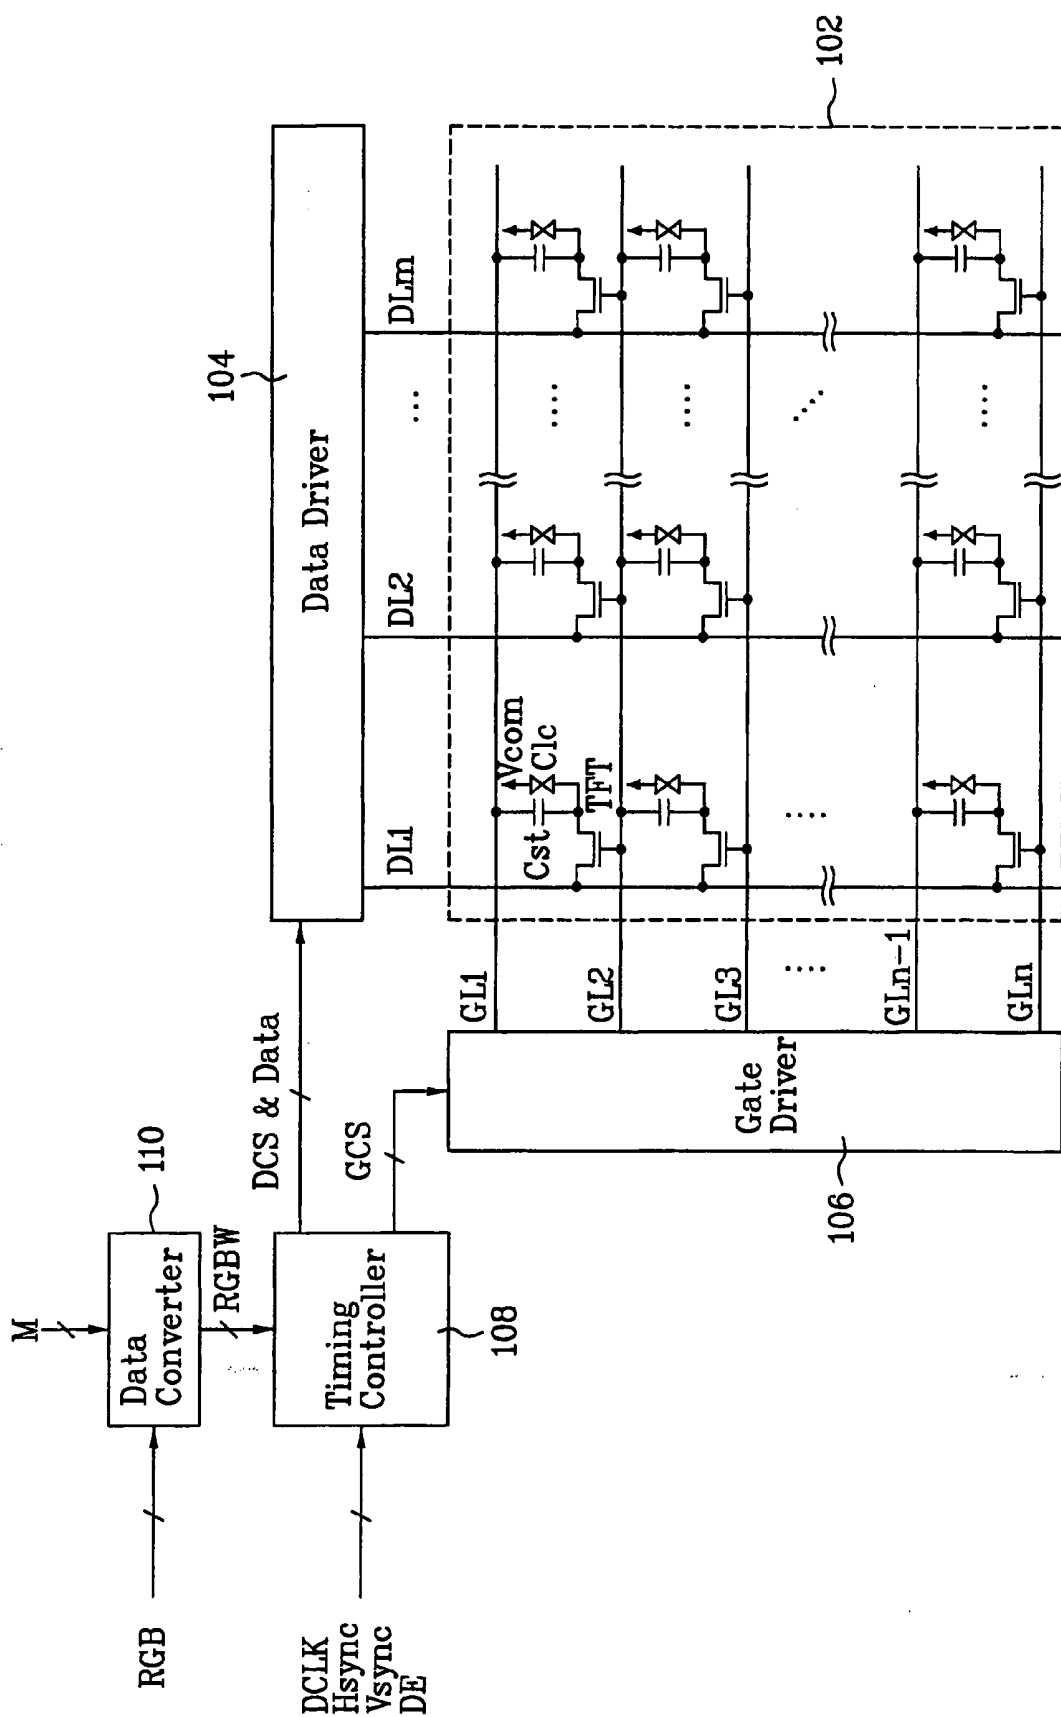 M
110
Data
Converter
RGB
RGBW
Timing
Controller
108
DCLK
Hsync
Vsync
DE
DCS & Data
GCS
104
Data Driver
DL1
DL2
...
DLm
102
Gate
Driver
106
GL1
GL2
GL3
....
GLn-1
GLn
Vcom
Clc
Cst
TFT